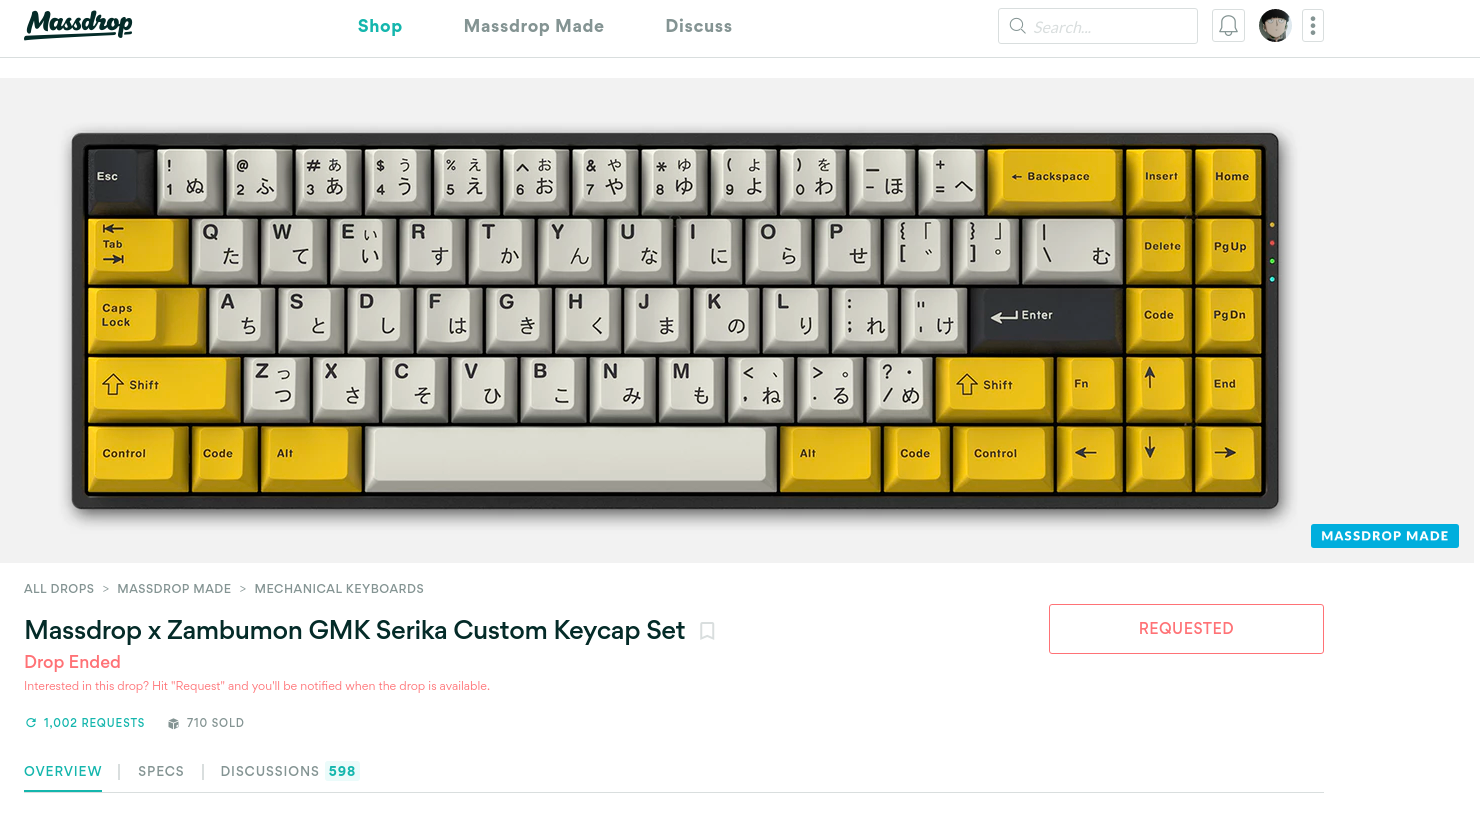 Massdrop
Shop Massdrop Made Discuss
Search...
Esc ! 1 ぬ @ 2 ふ # ぁ 3 あ $ ぅ 4 う % ぇ 5 え ^ ぉ 6 お & ゃ 7 や * ゅ 8 ゆ ( ょ 9 よ ) を 0 わ — - ほ + = へ ← Backspace Insert Home
Tab Q た W て E ぃ い R す T か Y ん U な I に O ら P せ { 「 [ ゛ } 」 ] ゜ | \ む Delete PgUp
Caps Lock A ち S と D し F は G き H く J ま K の L り : ; れ " ' け Enter Code PgDn
Shift Z っ つ X さ C そ V ひ B こ N み M も < 、 , ね > 。 . る ? ・ / め Shift Fn ↑ End
Control Code Alt Alt Code Control ← ↓ →
MASSDROP MADE
ALL DROPS > MASSDROP MADE > MECHANICAL KEYBOARDS
Massdrop x Zambumon GMK Serika Custom Keycap Set
REQUESTED
Drop Ended
Interested in this drop? Hit "Request" and you'll be notified when the drop is available.
1,002 REQUESTS 710 SOLD
OVERVIEW | SPECS | DISCUSSIONS 598